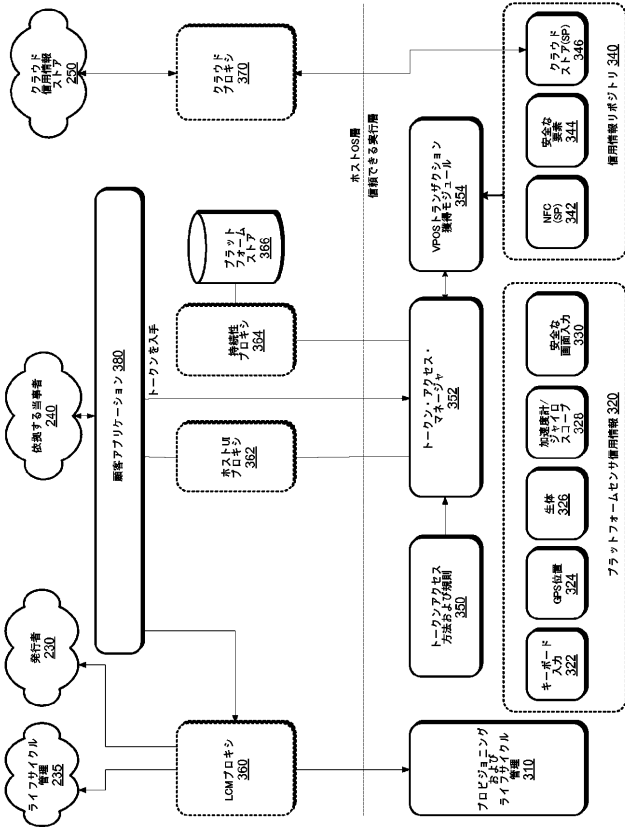 ライフサイクル
管理
235
発行者
230
依拠する当事者
240
クラウド
信用情報
ストア
250
顧客アプリケーション 380
トークンを入手
LCMプロキシ
360
ホストUI
プロキシ
362
持続性
プロキシ
364
プラット
フォーム
ストア
366
クラウド
プロキシ
370
ホストOS層
信頼できる実行層
プロビジョニング
および
ライフサイクル
管理
310
トークンアクセス
方法および規則
350
トークン・アクセス・
マネージャ
352
VPOSトランザクション
獲得モジュール
354
キーボード
入力
322
GPS位置
324
生体
326
加速度計/
ジャイロ
スコープ
328
安全な
画面入力
330
プラットフォームセンサ信用情報 320
NFC
(SP)
342
安全な
要素
344
クラウド
ストア(SP)
346
信用情報リポジトリ 340